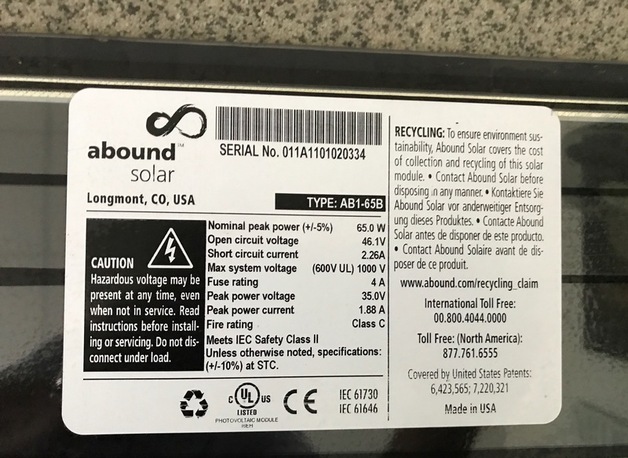 abound™
solar
SERIAL No. 011A1101020334
Longmont, CO, USA
TYPE: AB1-65B
CAUTION
Hazardous voltage may be
present at any time, even
when not in service. Read
instructions before install-
ing or servicing. Do not dis-
connect under load.
Nominal peak power (+/-5%) 65.0 W
Open circuit voltage 46.1V
Short circuit current 2.26A
Max system voltage (600V UL) 1000 V
Fuse rating 4 A
Peak power voltage 35.0V
Peak power current 1.88 A
Fire rating Class C
Meets IEC Safety Class II
Unless otherwise noted, specifications:
(+/-10%) at STC.
C UL US
LISTED
PHOTOVOLTAIC MODULE
CE
IEC 61730
IEC 61646
RECYCLING: To ensure environment sus-
tainability, Abound Solar covers the cost
of collection and recycling of this solar
module. • Contact Abound Solar before
disposing in any manner. • Kontaktiere Sie
Abound Solar vor anderweitiger Entsorg-
ung dieses Produktes. • Contacte Abound
Solar antes de disponer de este producto.
• Contact Abound Solaire avant de dis-
poser de ce produit.
www.abound.com/recycling_claim
International Toll Free:
00.800.4044.0000
Toll Free: (North America):
877.761.6555
Covered by United States Patents:
6,423,565; 7,220,321
Made in USA